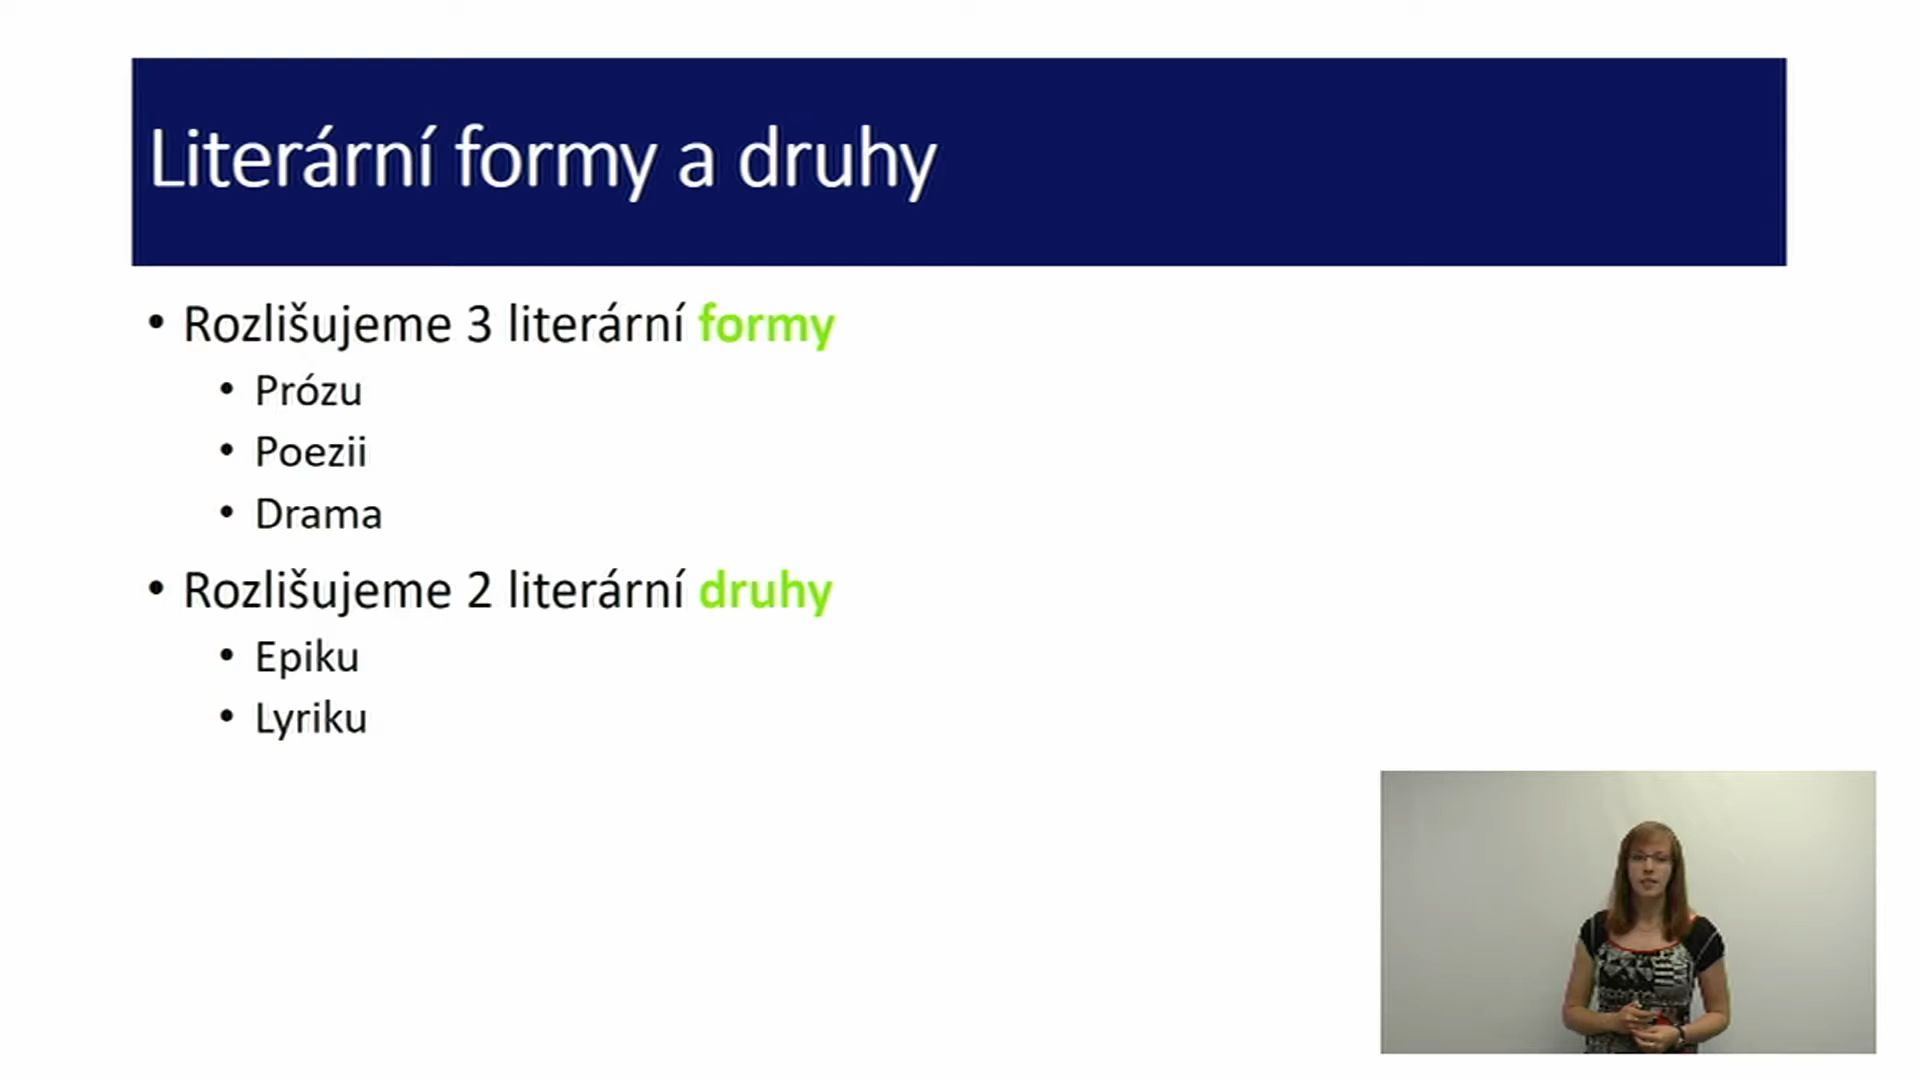 Literární formy a druhy
• Rozlišujeme 3 literární formy
• Prózu
• Poezii
• Drama
• Rozlišujeme 2 literární druhy
• Epiku
• Lyriku